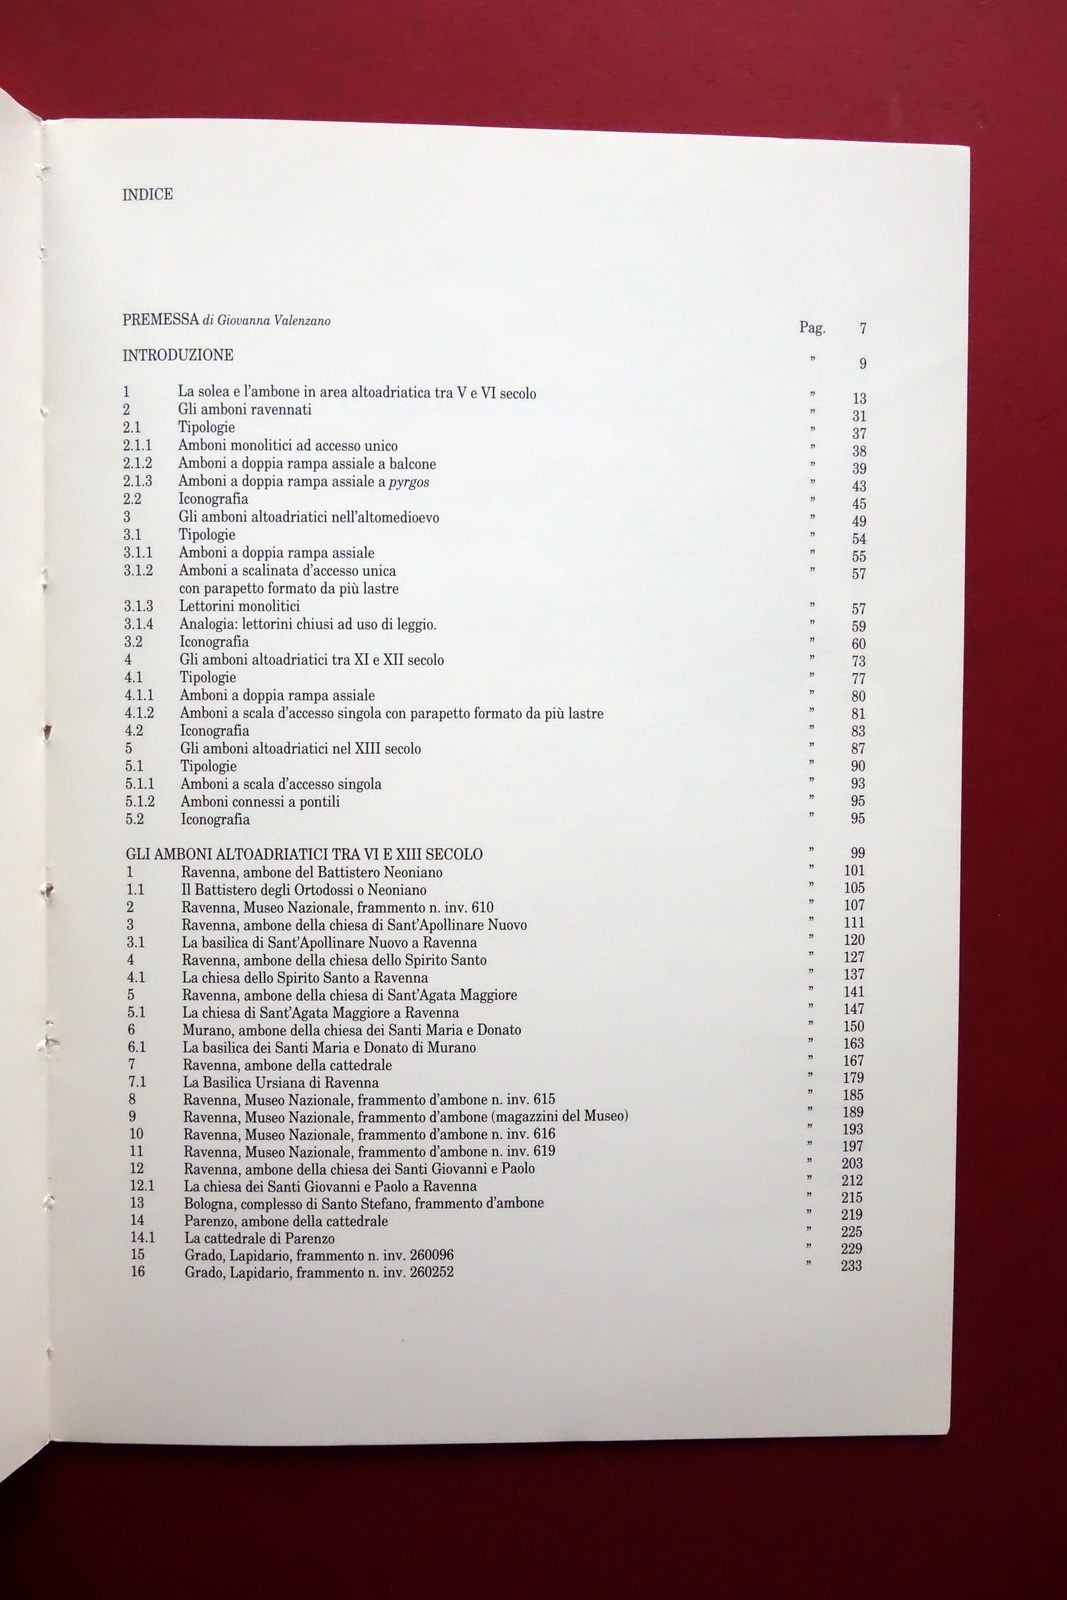 INDICE
PREMESSA di Giovanna Valenzano Pag. 7
INTRODUZIONE " 9
1 La solea e l'ambone in area altoadriatica tra V e VI secolo " 13
2 Gli amboni ravennati " 31
2.1 Tipologie " 37
2.1.1 Amboni monolitici ad accesso unico " 38
2.1.2 Amboni a doppia rampa assiale a balcone " 39
2.1.3 Amboni a doppia rampa assiale a pyrgos " 43
2.2 Iconografia " 45
3 Gli amboni altoadriatici nell'altomedioevo " 49
3.1 Tipologie " 54
3.1.1 Amboni a doppia rampa assiale " 55
3.1.2 Amboni a scalinata d'accesso unica " 57
con parapetto formato da più lastre
3.1.3 Lettorini monolitici " 57
3.1.4 Analogia: lettorini chiusi ad uso di leggio. " 59
3.2 Iconografia " 60
4 Gli amboni altoadriatici tra XI e XII secolo " 73
4.1 Tipologie " 77
4.1.1 Amboni a doppia rampa assiale " 80
4.1.2 Amboni a scala d'accesso singola con parapetto formato da più lastre " 81
4.2 Iconografia " 83
5 Gli amboni altoadriatici nel XIII secolo " 87
5.1 Tipologie " 90
5.1.1 Amboni a scala d'accesso singola " 93
5.1.2 Amboni connessi a pontili " 95
5.2 Iconografia " 95
GLI AMBONI ALTOADRIATICI TRA VI E XIII SECOLO " 99
1 Ravenna, ambone del Battistero Neoniano " 101
1.1 Il Battistero degli Ortodossi o Neoniano " 105
2 Ravenna, Museo Nazionale, frammento n. inv. 610 " 107
3 Ravenna, ambone della chiesa di Sant'Apollinare Nuovo " 111
3.1 La basilica di Sant'Apollinare Nuovo a Ravenna " 120
4 Ravenna, ambone della chiesa dello Spirito Santo " 127
4.1 La chiesa dello Spirito Santo a Ravenna " 137
5 Ravenna, ambone della chiesa di Sant'Agata Maggiore " 141
5.1 La chiesa di Sant'Agata Maggiore a Ravenna " 147
6 Murano, ambone della chiesa dei Santi Maria e Donato " 150
6.1 La basilica dei Santi Maria e Donato di Murano " 163
7 Ravenna, ambone della cattedrale " 167
7.1 La Basilica Ursiana di Ravenna " 179
8 Ravenna, Museo Nazionale, frammento d'ambone n. inv. 615 " 185
9 Ravenna, Museo Nazionale, frammento d'ambone (magazzini del Museo) " 189
10 Ravenna, Museo Nazionale, frammento d'ambone n. inv. 616 " 193
11 Ravenna, Museo Nazionale, frammento d'ambone n. inv. 619 " 197
12 Ravenna, ambone della chiesa dei Santi Giovanni e Paolo " 203
12.1 La chiesa dei Santi Giovanni e Paolo a Ravenna " 212
13 Bologna, complesso di Santo Stefano, frammento d'ambone " 215
14 Parenzo, ambone della cattedrale " 219
14.1 La cattedrale di Parenzo " 225
15 Grado, Lapidario, frammento n. inv. 260096 " 229
16 Grado, Lapidario, frammento n. inv. 260252 " 233